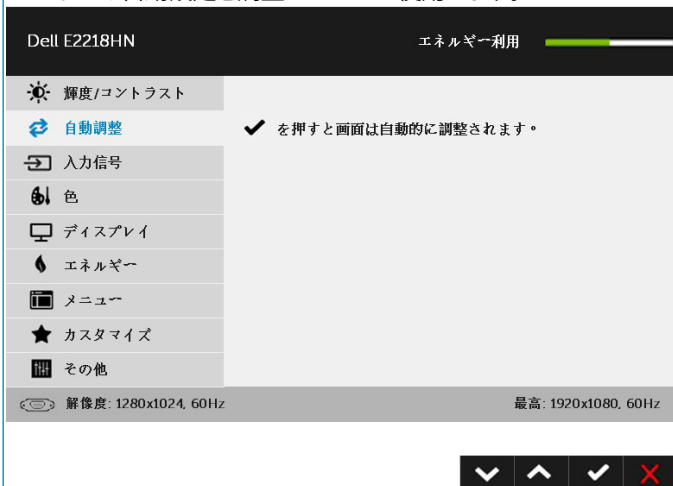 Dell E2218HN
エネルギー利用
輝度/コントラスト
自動調整
を押すと画面は自動的に調整されます。
入力信号
色
ディスプレイ
エネルギー
メニュー
カスタマイズ
その他
解像度: 1280x1024, 60Hz
最高: 1920x1080, 60Hz